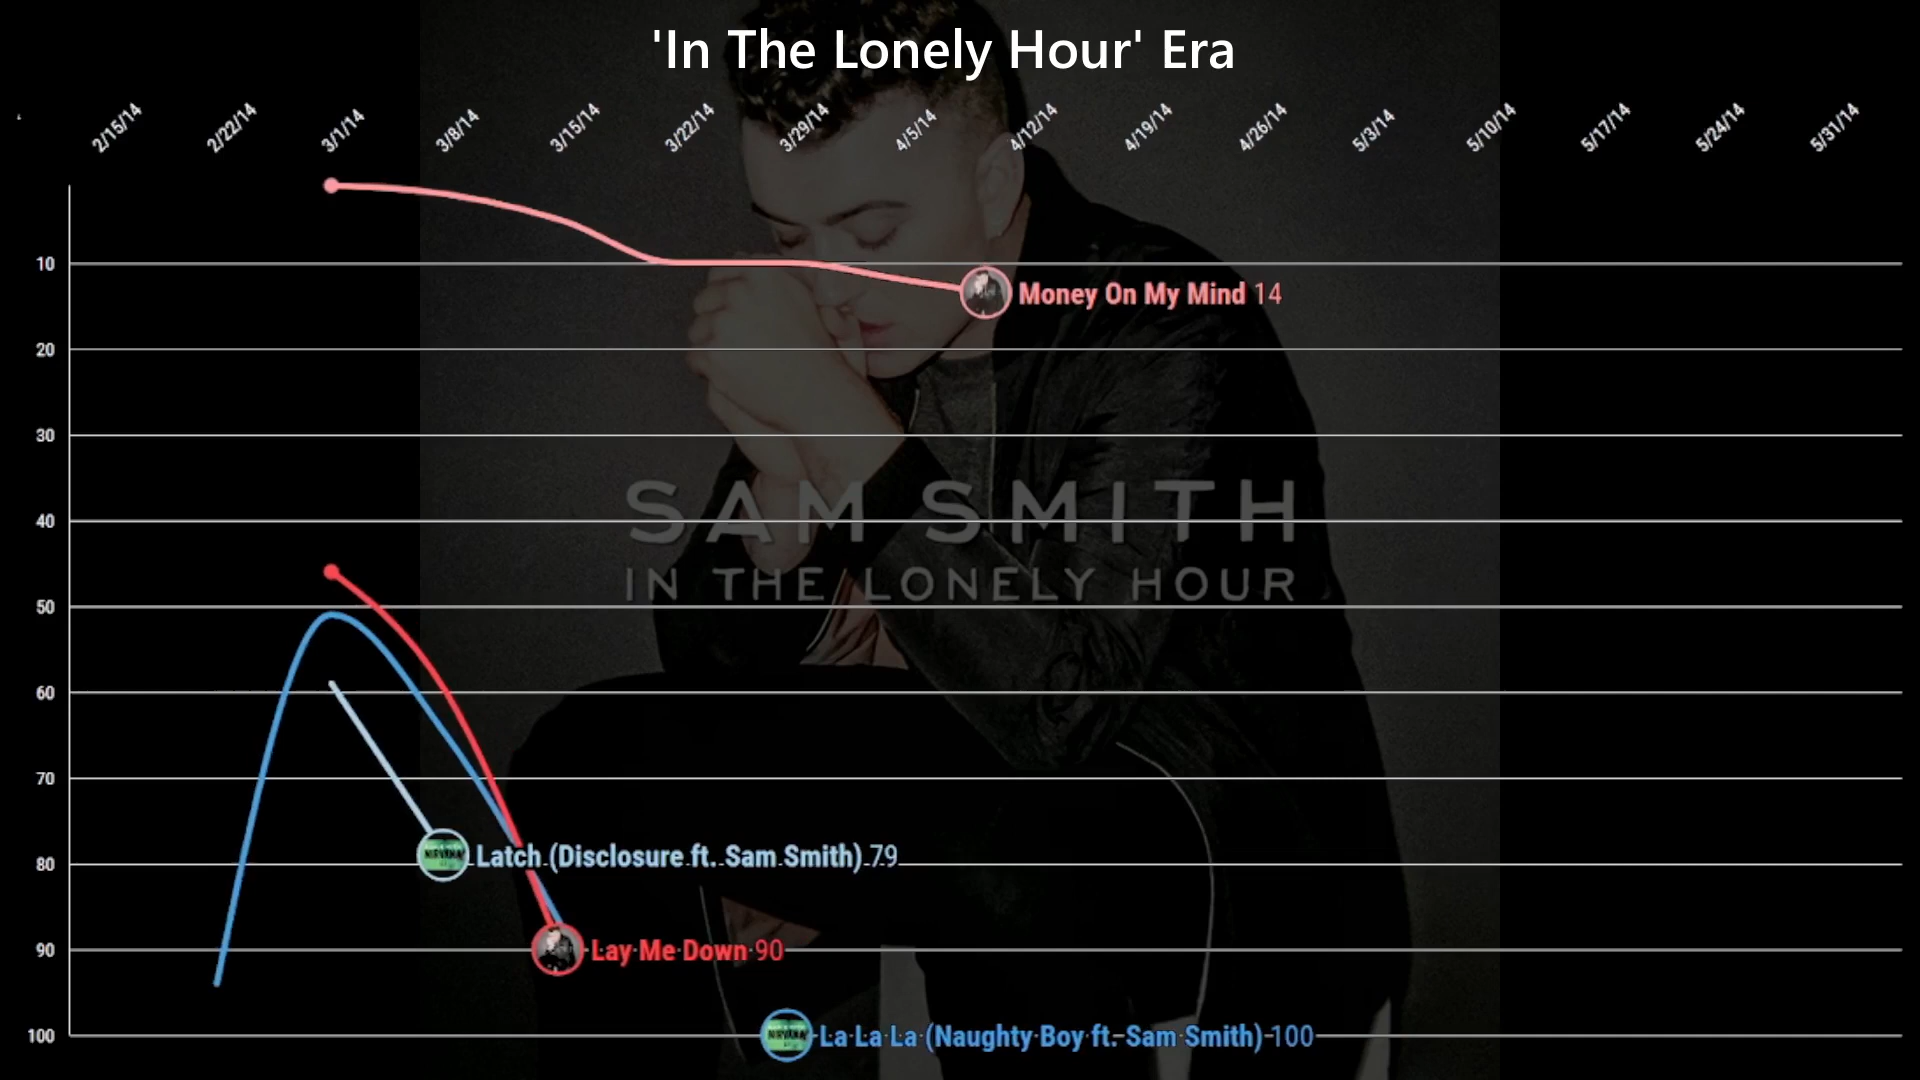 'In The Lonely Hour' Era
2/15/14
2/22/14
3/1/14
3/8/14
3/15/14
3/22/14
3/29/14
4/5/14
4/12/14
4/19/14
4/26/14
5/3/14
5/10/14
5/17/14
5/24/14
5/31/14
10
Money On My Mind 14
20
30
40
SAM SMITH
IN THE LONELY HOUR
50
60
70
80
NIRVANA
Latch (Disclosure ft. Sam Smith) 79
90
Lay Me Down 90
100
NIRVANA
La La La (Naughty Boy ft. Sam Smith) 100